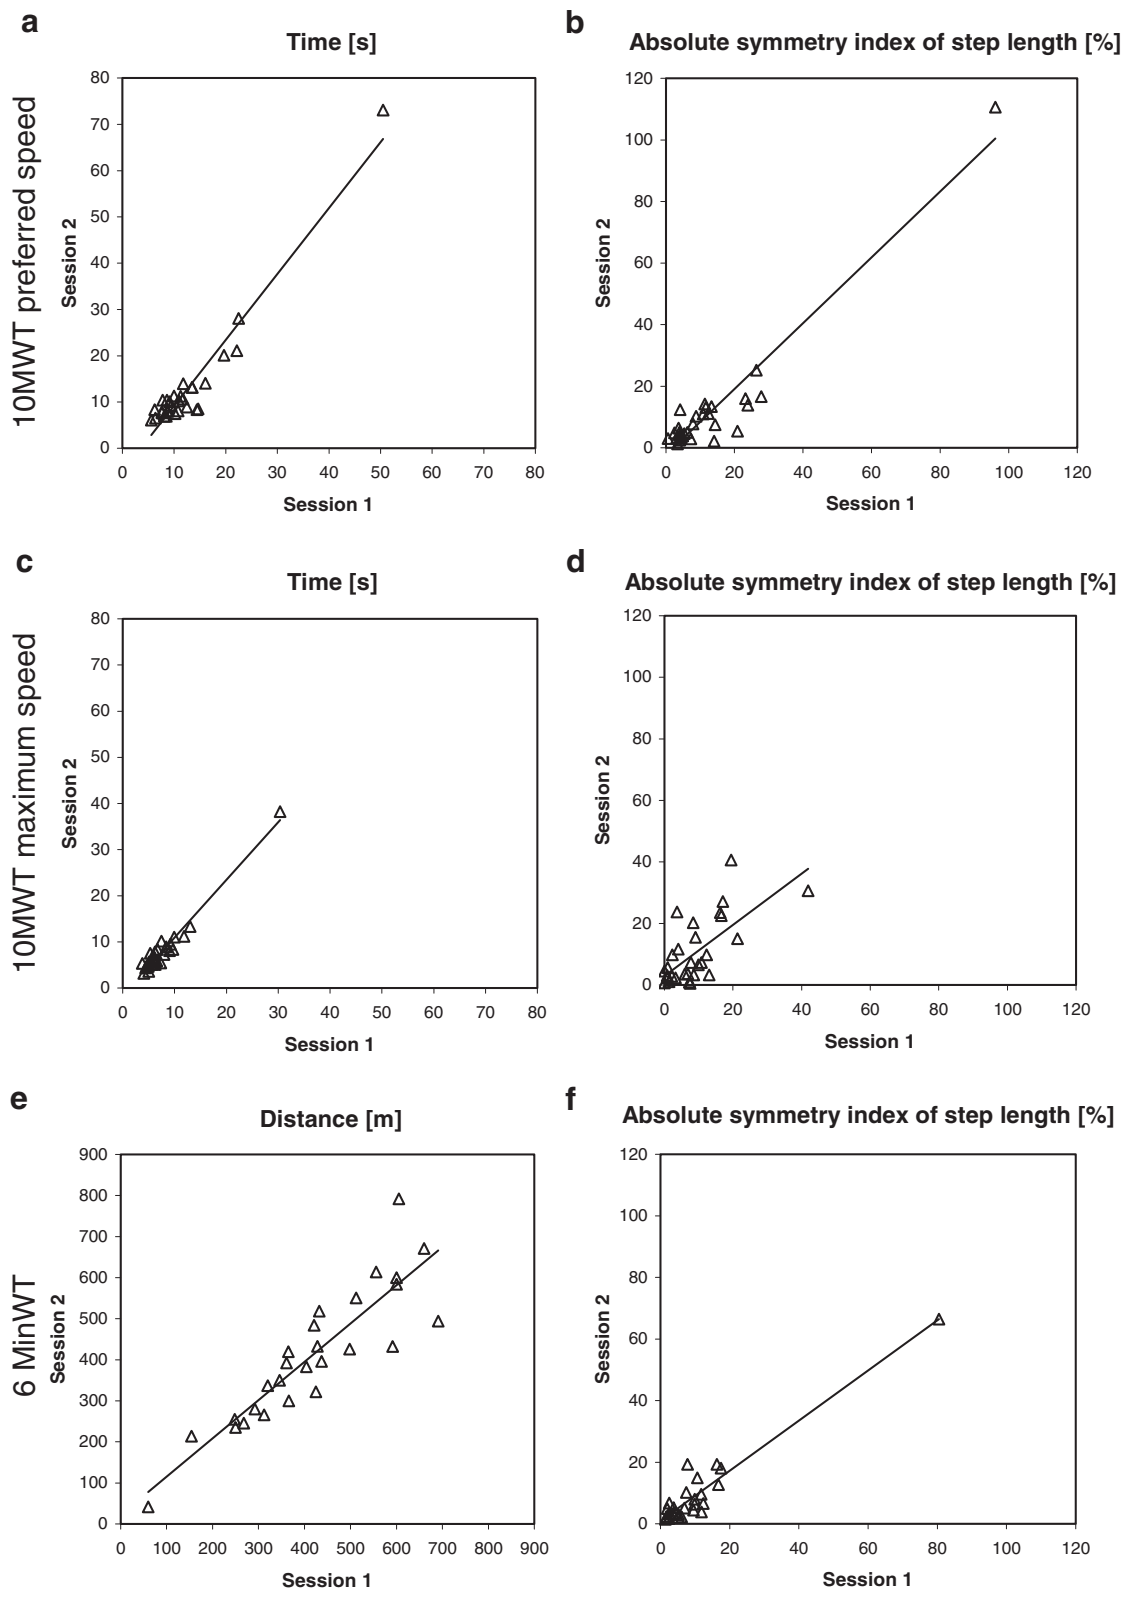 a
Time [s]
10MWT preferred speed
Session 2
80
70
60
50
40
30
20
10
0
0 10 20 30 40 50 60 70 80
Session 1
b
Absolute symmetry index of step length [%]
Session 2
120
100
80
60
40
20
0
0 20 40 60 80 100 120
Session 1
c
Time [s]
10MWT maximum speed
Session 2
80
70
60
50
40
30
20
10
0
0 10 20 30 40 50 60 70 80
Session 1
d
Absolute symmetry index of step length [%]
Session 2
120
100
80
60
40
20
0
0 20 40 60 80 100 120
Session 1
e
Distance [m]
6 MinWT
Session 2
900
800
700
600
500
400
300
200
100
0
0 100 200 300 400 500 600 700 800 900
Session 1
f
Absolute symmetry index of step length [%]
Session 2
120
100
80
60
40
20
0
0 20 40 60 80 100 120
Session 1